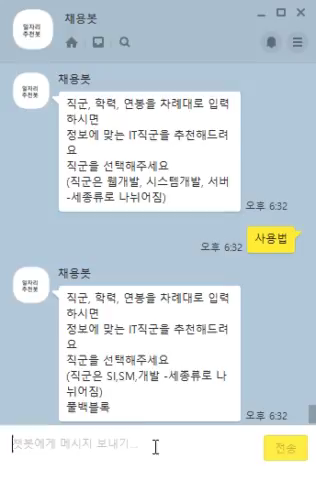 일자리
추천봇
채용봇
일자리
추천봇
채용봇
직군, 학력, 연봉을 차례대로 입력
하시면
정보에 맞는 IT직군을 추천해드려
요
직군을 선택해주세요
(직군은 웹개발, 시스템개발, 서버
-세종류로 나뉘어짐)
오후 6:32
오후 6:32
사용법
일자리
추천봇
채용봇
직군, 학력, 연봉을 차례대로 입력
하시면
정보에 맞는 IT직군을 추천해드려
요
직군을 선택해주세요
(직군은 SI,SM,개발 -세종류로 나
뉘어짐)
풀백블록
오후 6:32
챗봇에게 메시지 보내기...
전송